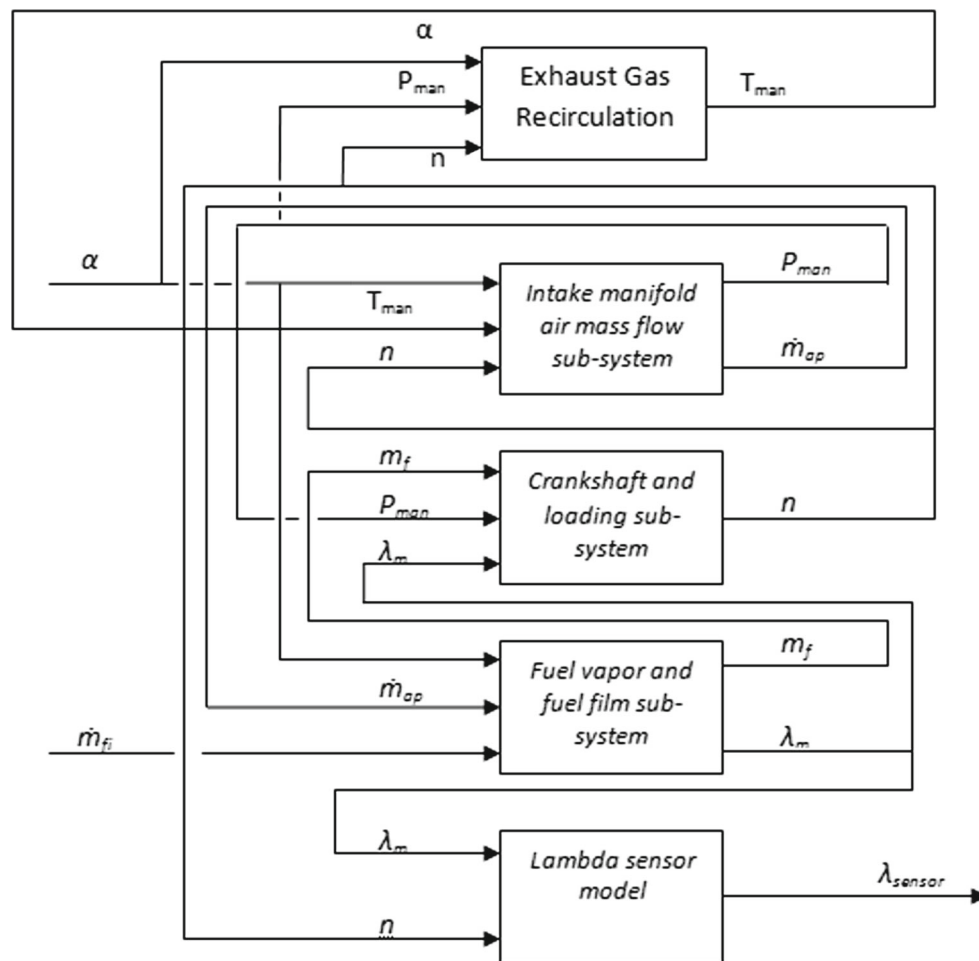 α
P_man
n
Exhaust Gas
Recirculation
T_man
α
T_man
n
Intake manifold
air mass flow
sub-system
P_man
ṁ_ap
m_f
P_man
λ_m
Crankshaft and
loading sub-
system
n
ṁ_ap
ṁ_fi
Fuel vapor and
fuel film sub-
system
m_f
λ_m
λ_m
n
Lambda sensor
model
λ_sensor